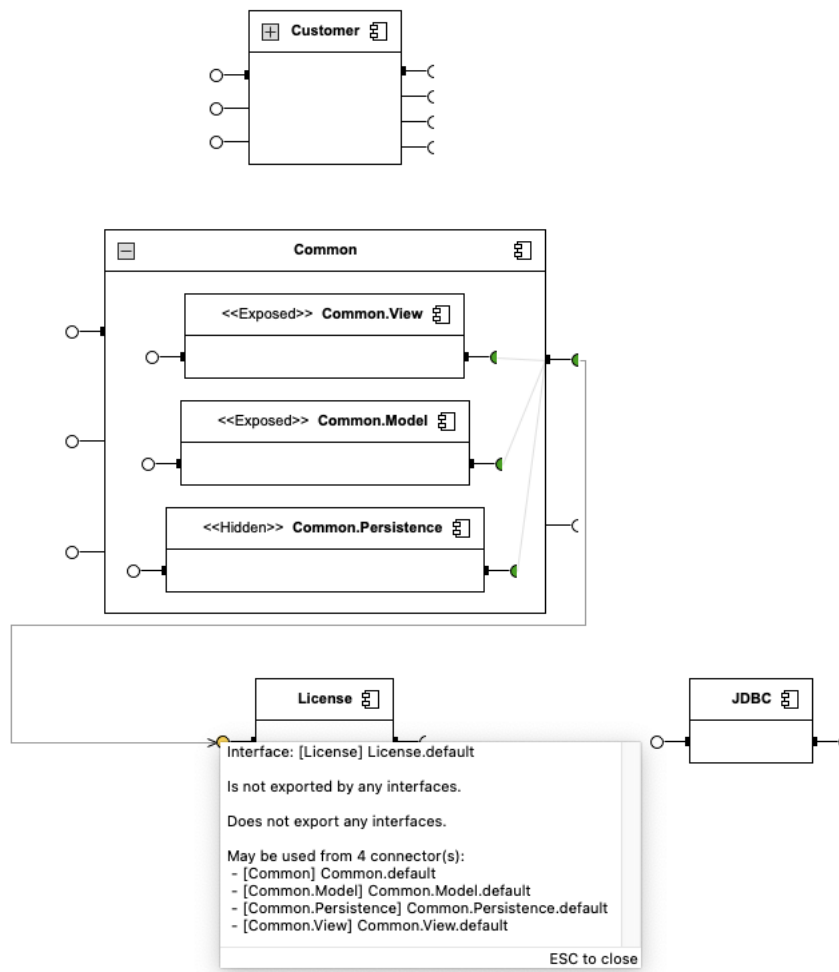 Customer
Common
<<Exposed>> Common.View
<<Exposed>> Common.Model
<<Hidden>> Common.Persistence
License
JDBC
Interface: [License] License.default
Is not exported by any interfaces.
Does not export any interfaces.
May be used from 4 connector(s):
- [Common] Common.default
- [Common.Model] Common.Model.default
- [Common.Persistence] Common.Persistence.default
- [Common.View] Common.View.default
ESC to close